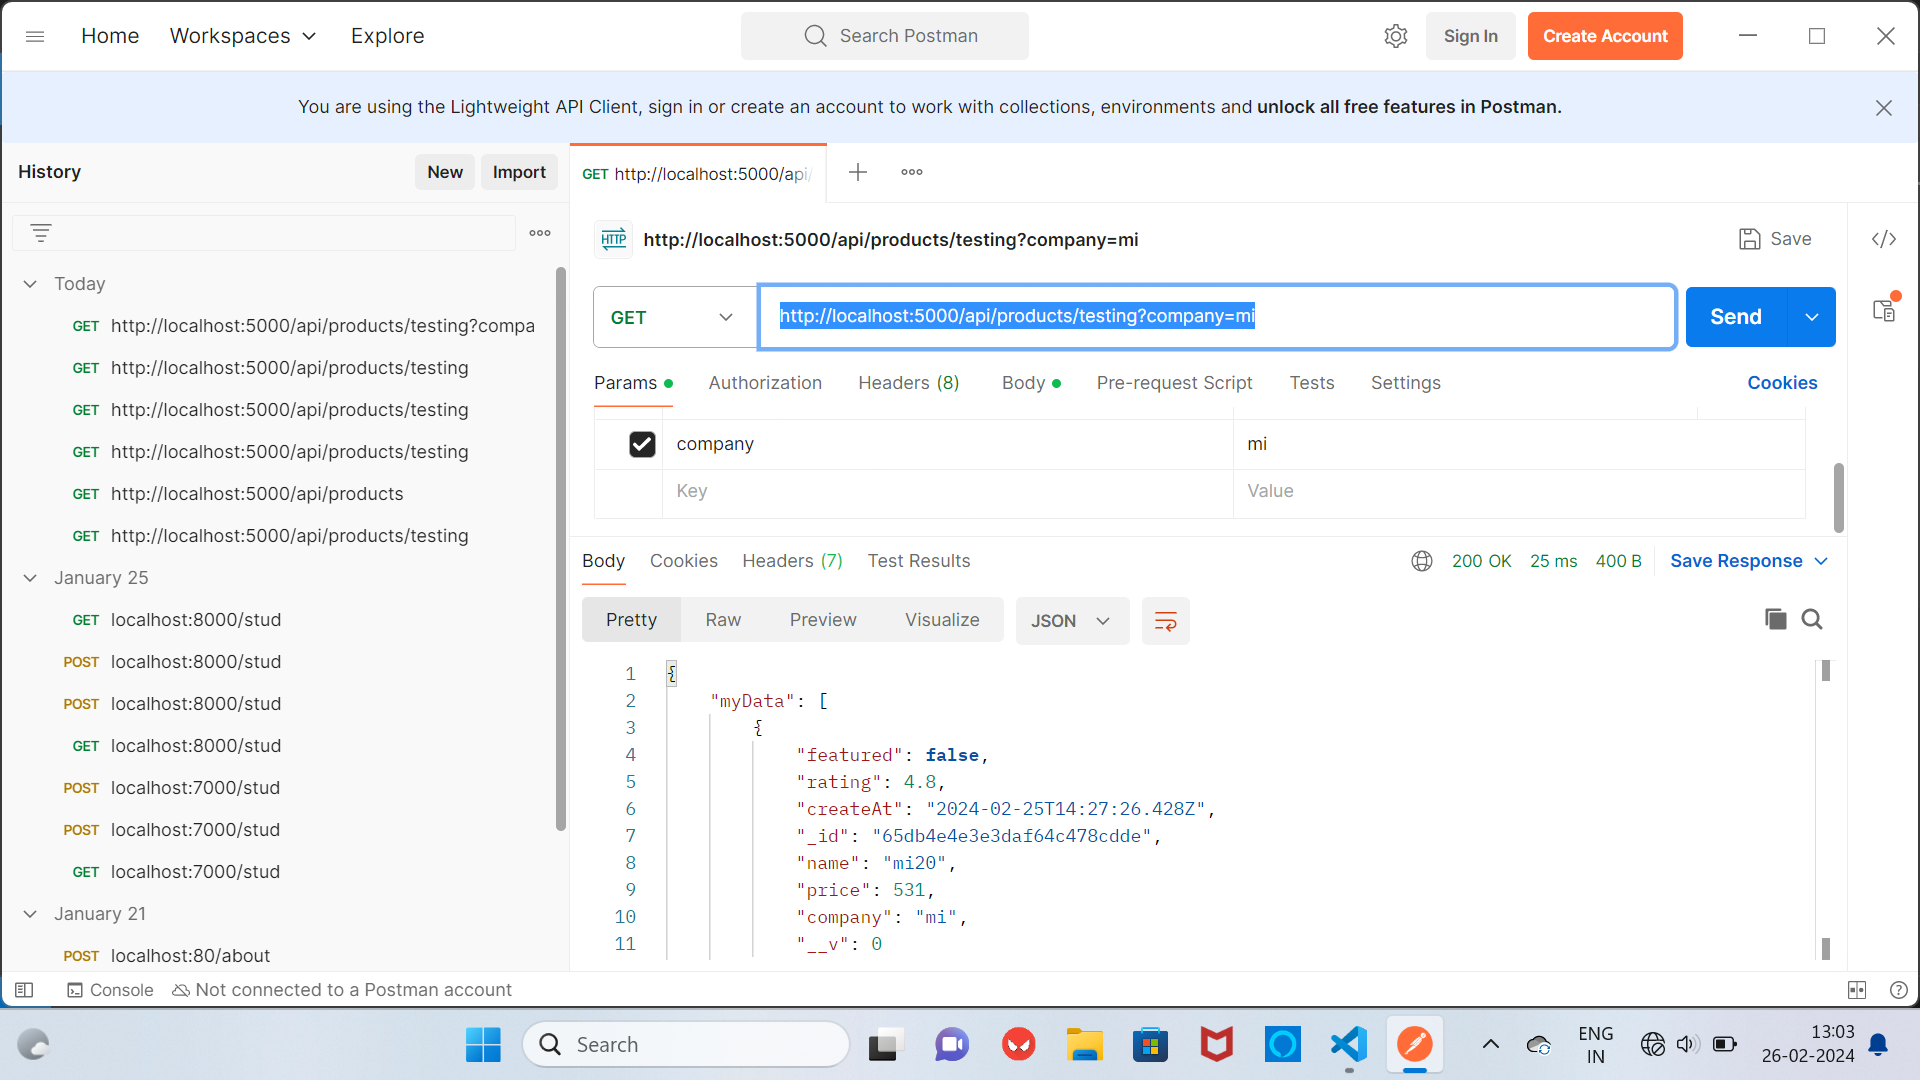 Home Workspaces Explore Search Postman Sign In Create Account
You are using the Lightweight API Client, sign in or create an account to work with collections, environments and unlock all free features in Postman.
History New Import
GET http://localhost:5000/api/
HTTP http://localhost:5000/api/products/testing?company=mi Save </>
Today
GET http://localhost:5000/api/products/testing?compa
GET http://localhost:5000/api/products/testing
GET http://localhost:5000/api/products/testing
GET http://localhost:5000/api/products/testing
GET http://localhost:5000/api/products
GET http://localhost:5000/api/products/testing
January 25
GET localhost:8000/stud
POST localhost:8000/stud
POST localhost:8000/stud
GET localhost:8000/stud
POST localhost:7000/stud
POST localhost:7000/stud
GET localhost:7000/stud
January 21
POST localhost:80/about
GET http://localhost:5000/api/products/testing?company=mi Send
Params Authorization Headers (8) Body Pre-request Script Tests Settings Cookies
company mi
Key Value
Body Cookies Headers (7) Test Results 200 OK 25 ms 400 B Save Response
Pretty Raw Preview Visualize JSON
1 {
2 "myData": [
3 {
4 "featured": false,
5 "rating": 4.8,
6 "createAt": "2024-02-25T14:27:26.428Z",
7 "_id": "65db4e4e3e3daf64c478cdde",
8 "name": "mi20",
9 "price": 531,
10 "company": "mi",
11 "__v": 0
Console Not connected to a Postman account
Search
ENG
IN
13:03
26-02-2024